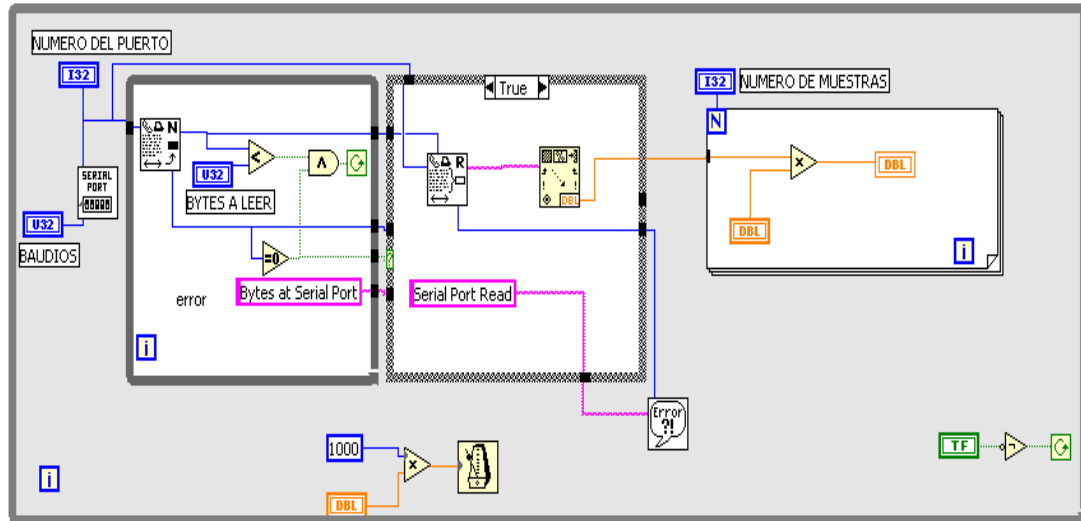 NUMERO DEL PUERTO
I32
N
SERIAL
PORT
U32
BAUDIOS
<
U32
BYTES A LEER
Λ
=0
error
Bytes at Serial Port
i
True
R
%
DBL
Serial Port Read
Error
?!
I32
NUMERO DE MUESTRAS
N
x
DBL
DBL
i
1000
x
DBL
i
TF